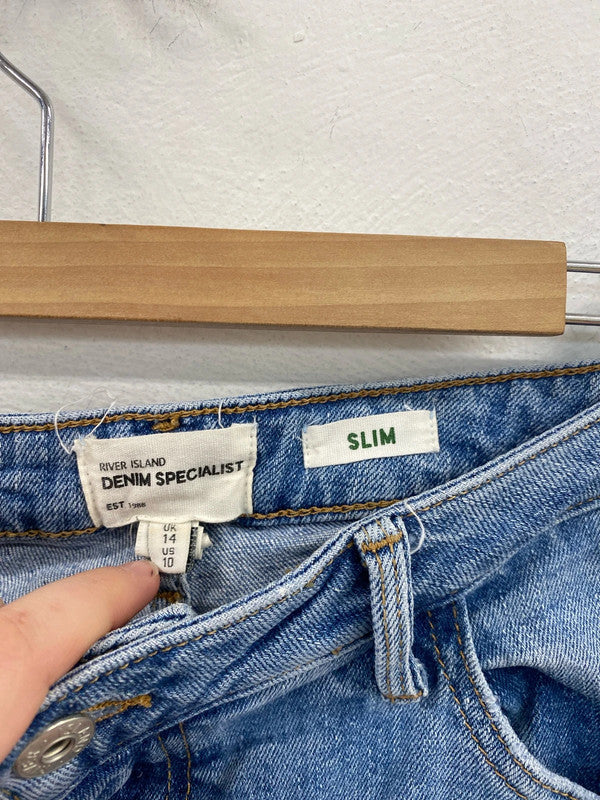 RIVER ISLAND
DENIM SPECIALIST
EST 1988
SLIM
UK
14
US
10